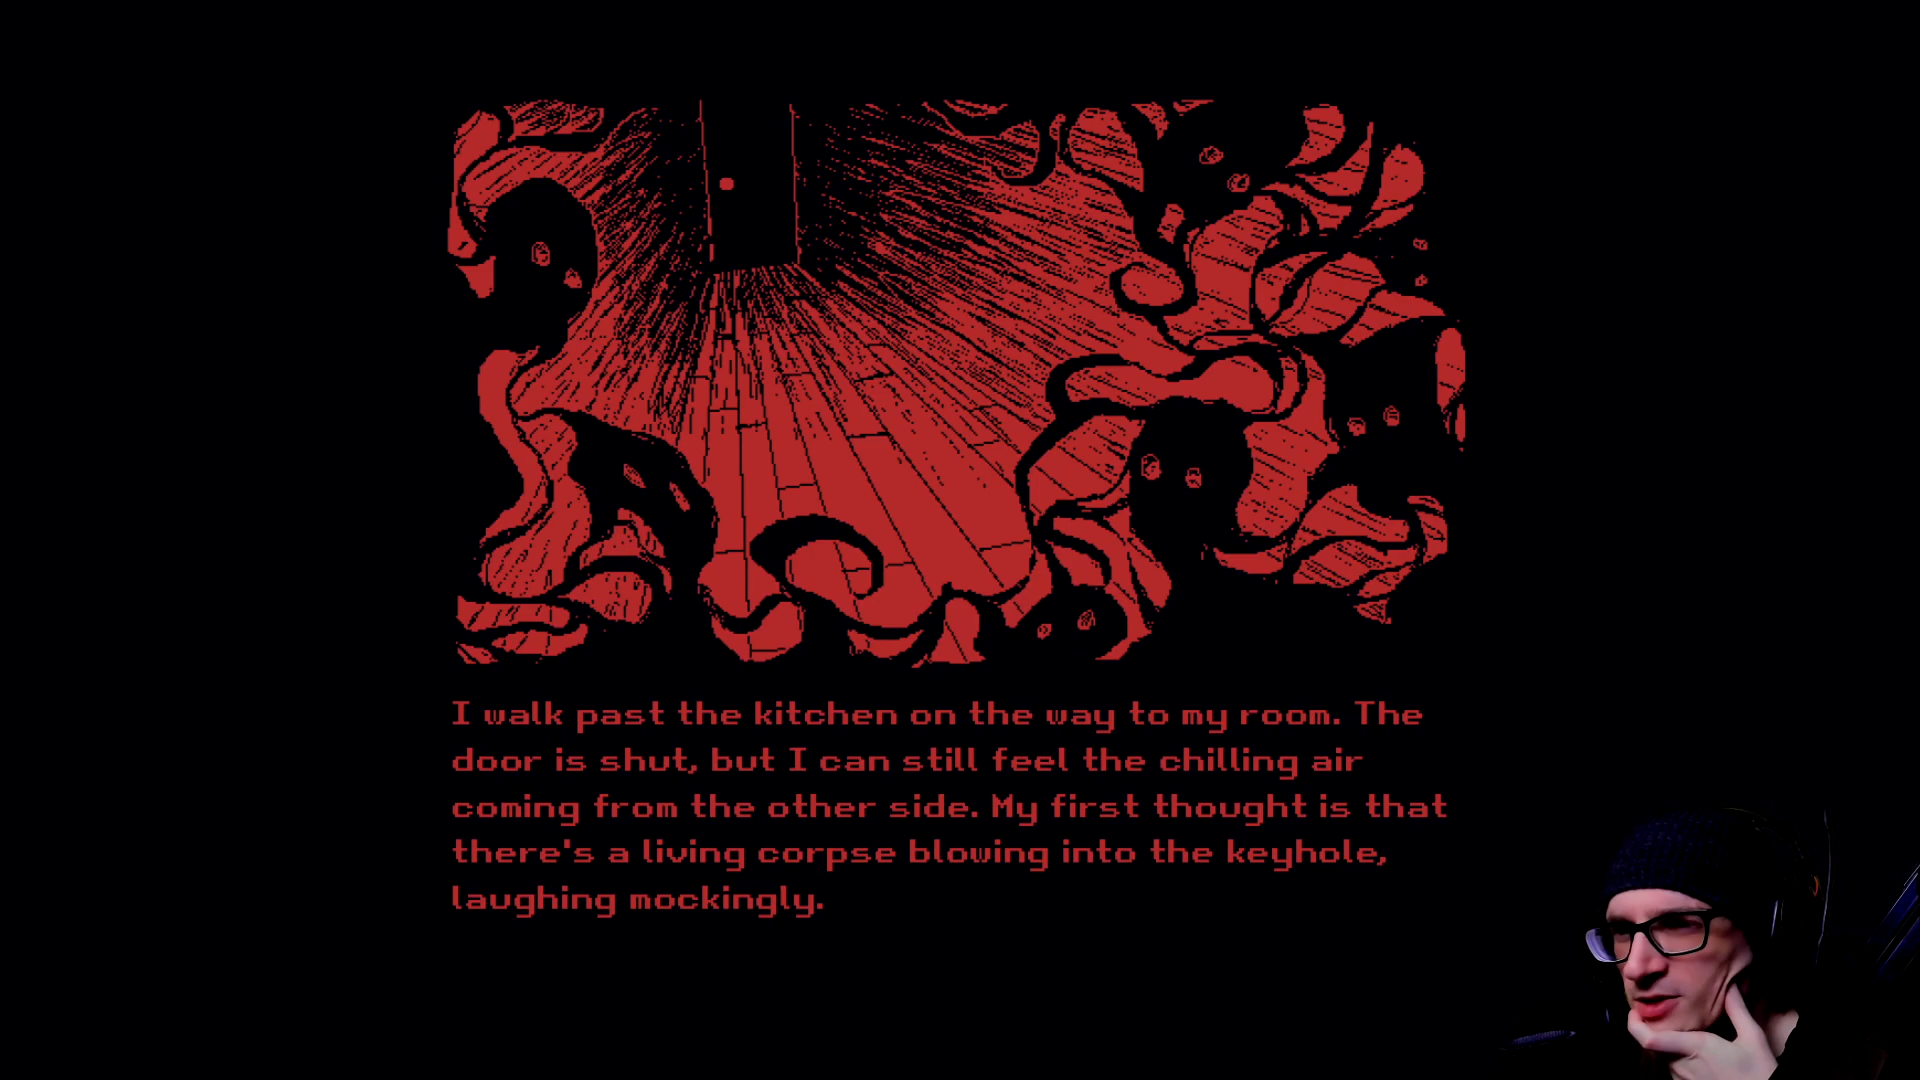 I walk past the kitchen on the way to my room. The
door is shut, but I can still feel the chilling air
coming from the other side. My first thought is that
there's a living corpse blowing into the keyhole,
laughing mockingly.